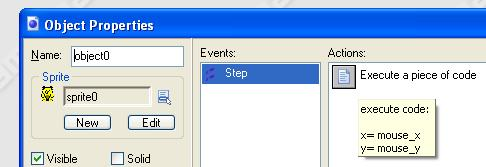 Object Properties
Name: object0
Sprite
sprite0
New Edit
Visible Solid
Events:
Step
Actions:
Execute a piece of code
execute code:
x= mouse_x
y= mouse_y